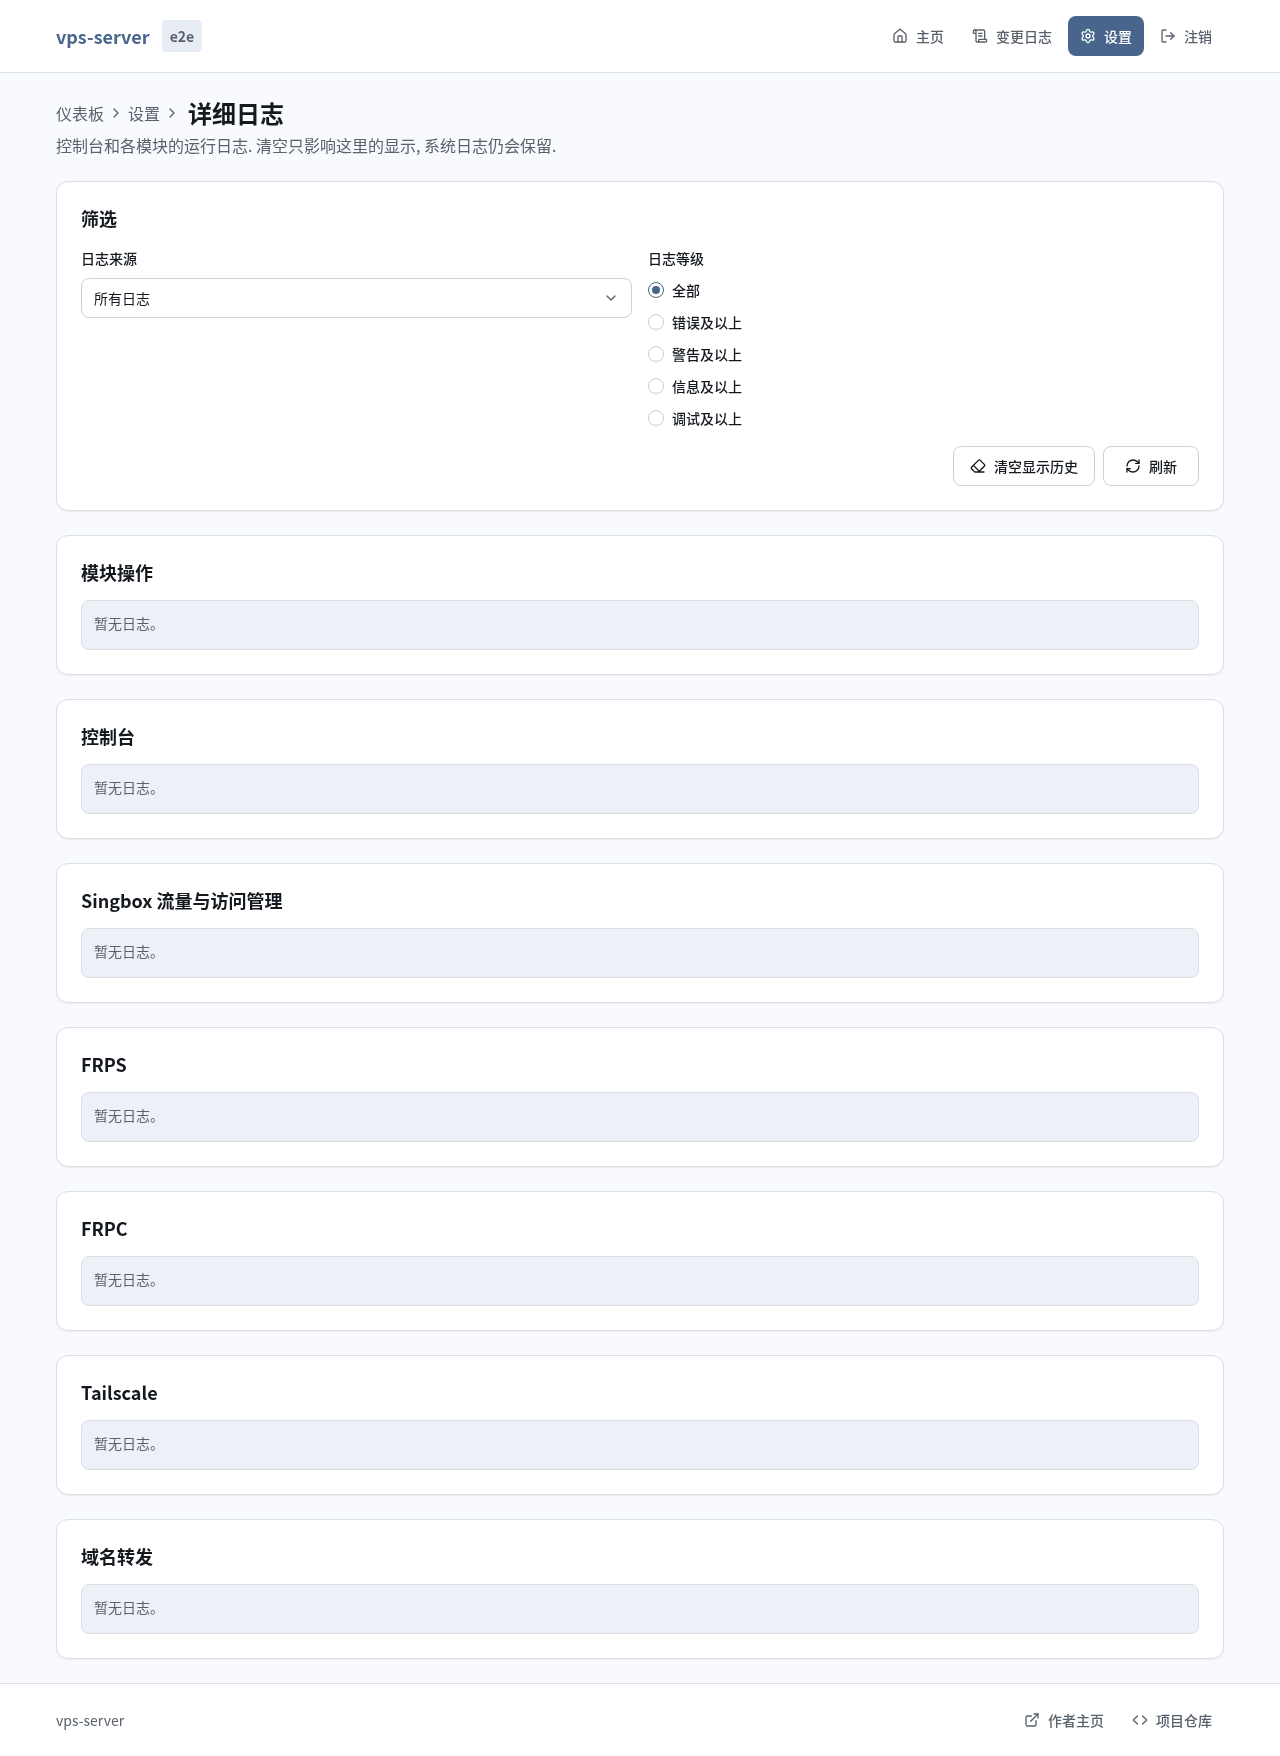 vps-server e2e 主页 变更日志 设置 注销
仪表板 设置 详细日志
控制台和各模块的运行日志. 清空只影响这里的显示, 系统日志仍会保留.
筛选
日志来源
所有日志
日志等级
全部
错误及以上
警告及以上
信息及以上
调试及以上
清空显示历史 刷新
模块操作
暂无日志。
控制台
暂无日志。
Singbox 流量与访问管理
暂无日志。
FRPS
暂无日志。
FRPC
暂无日志。
Tailscale
暂无日志。
域名转发
暂无日志。
vps-server 作者主页 项目仓库